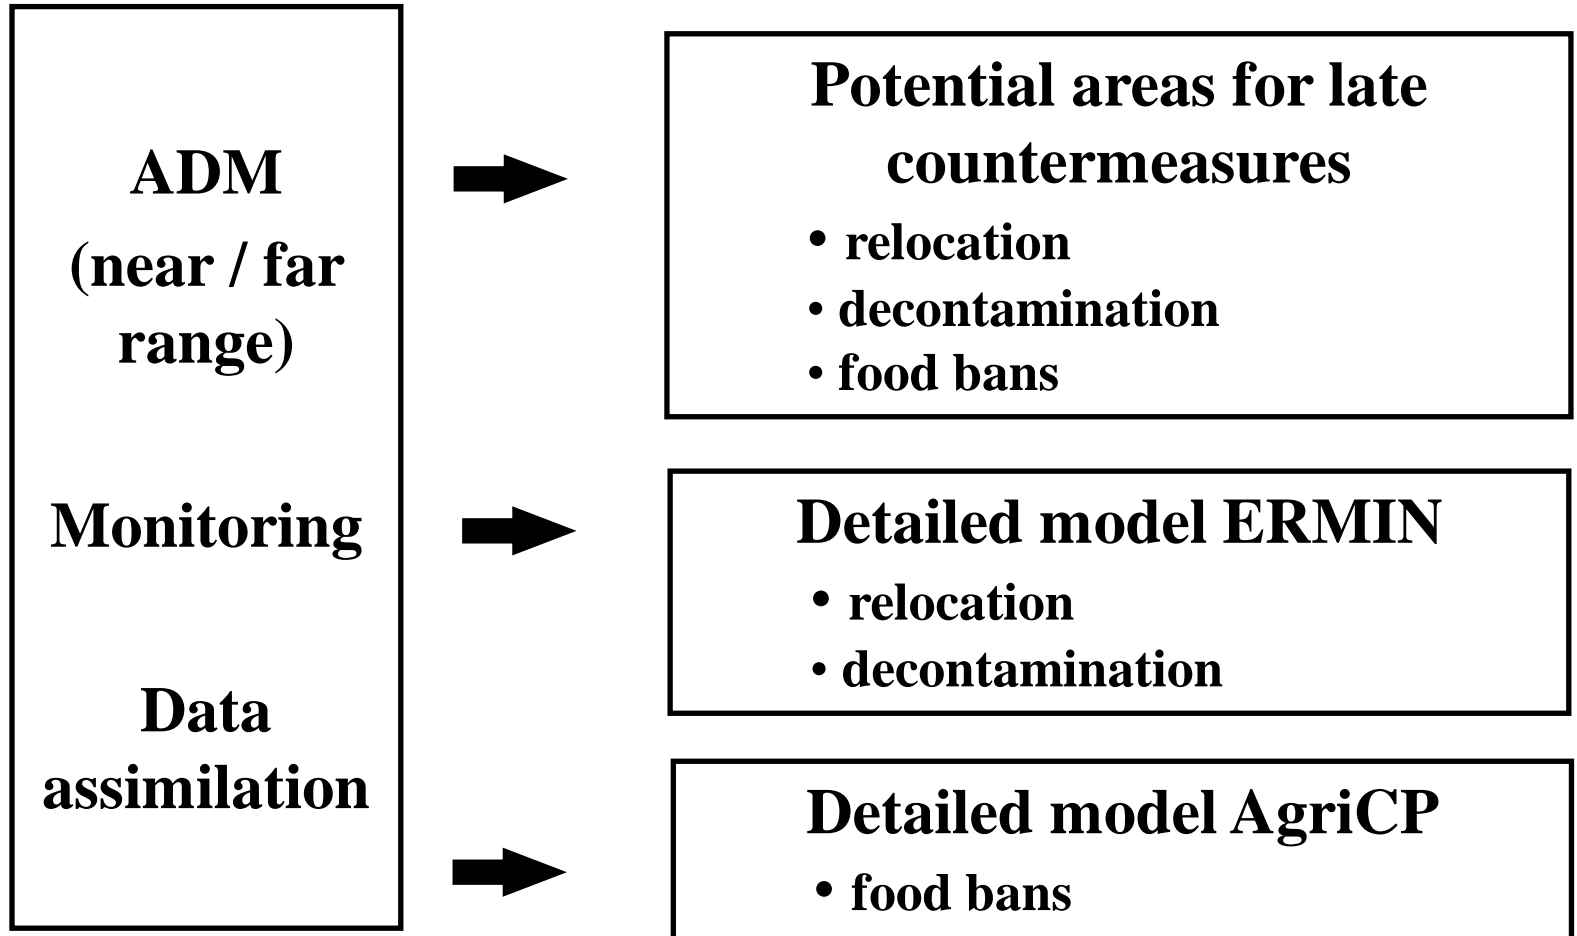 ADM
(near / far
range)
Monitoring
Data
assimilation
Potential areas for late
countermeasures
• relocation
• decontamination
• food bans
Detailed model ERMIN
• relocation
• decontamination
Detailed model AgriCP
• food bans